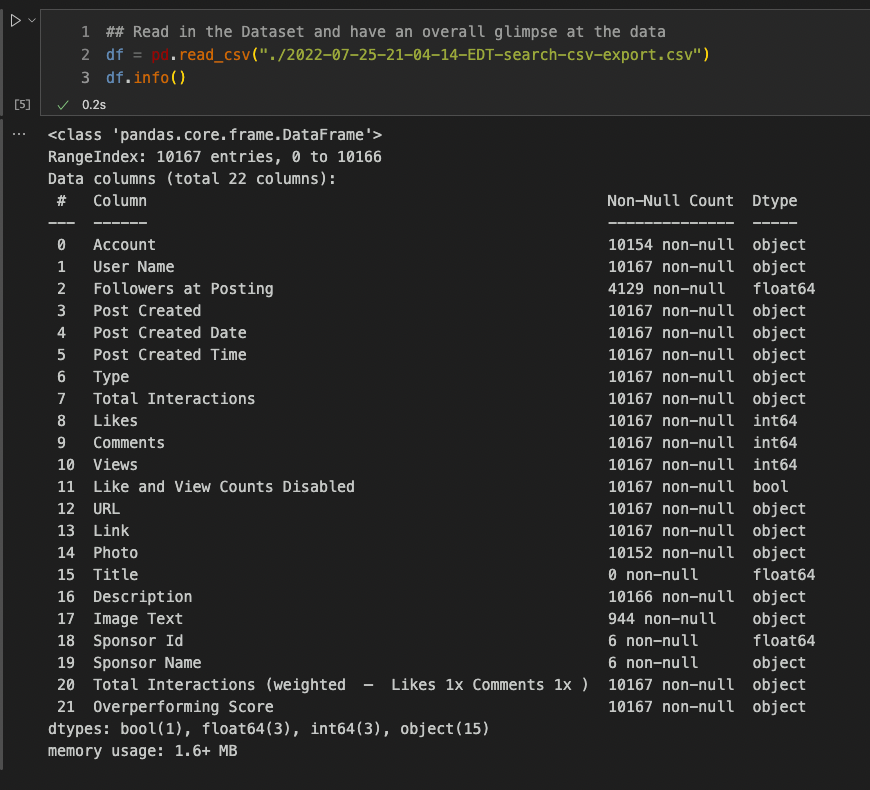 1 ## Read in the Dataset and have an overall glimpse at the data
2 df = pd.read_csv("./2022-07-25-21-04-14-EDT-search-csv-export.csv")
3 df.info()
[5] ✓ 0.2s
... <class 'pandas.core.frame.DataFrame'>
RangeIndex: 10167 entries, 0 to 10166
Data columns (total 22 columns):
 #   Column                                                   Non-Null Count  Dtype
---  ------                                                   --------------  -----
 0   Account                                                  10154 non-null  object
 1   User Name                                                10167 non-null  object
 2   Followers at Posting                                     4129 non-null   float64
 3   Post Created                                             10167 non-null  object
 4   Post Created Date                                        10167 non-null  object
 5   Post Created Time                                        10167 non-null  object
 6   Type                                                     10167 non-null  object
 7   Total Interactions                                       10167 non-null  object
 8   Likes                                                    10167 non-null  int64
 9   Comments                                                 10167 non-null  int64
 10  Views                                                    10167 non-null  int64
 11  Like and View Counts Disabled                            10167 non-null  bool
 12  URL                                                      10167 non-null  object
 13  Link                                                     10167 non-null  object
 14  Photo                                                    10152 non-null  object
 15  Title                                                    0 non-null      float64
 16  Description                                              10166 non-null  object
 17  Image Text                                               944 non-null    object
 18  Sponsor Id                                               6 non-null      float64
 19  Sponsor Name                                             6 non-null      object
 20  Total Interactions (weighted  —  Likes 1x Comments 1x )  10167 non-null  object
 21  Overperforming Score                                     10167 non-null  object
dtypes: bool(1), float64(3), int64(3), object(15)
memory usage: 1.6+ MB